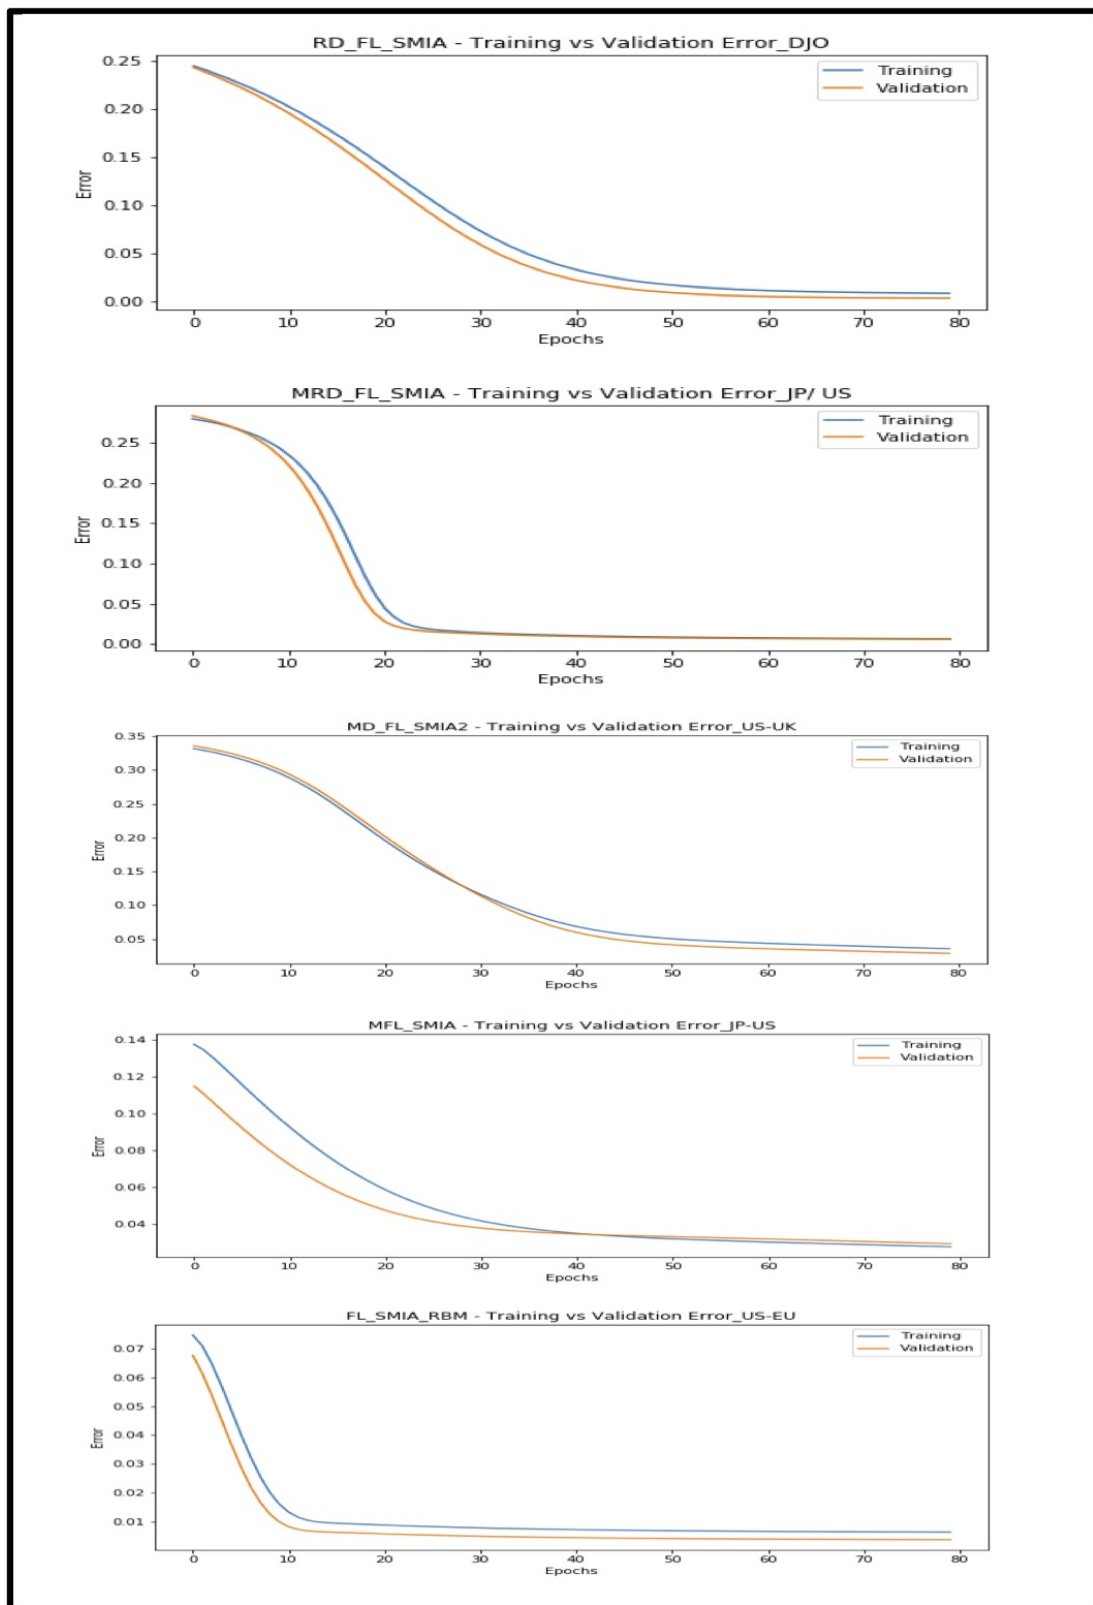 RD_FL_SMIA - Training vs Validation Error_DJO
0.25
0.20
0.15
0.10
0.05
0.00
Error
Training
Validation
0 10 20 30 40 50 60 70 80
Epochs
MRD_FL_SMIA - Training vs Validation Error_JP/ US
0.25
0.20
0.15
0.10
0.05
0.00
Error
Training
Validation
0 10 20 30 40 50 60 70 80
Epochs
MD_FL_SMIA2 - Training vs Validation Error_US-UK
0.35
0.30
0.25
0.20
0.15
0.10
0.05
Error
Training
Validation
0 10 20 30 40 50 60 70 80
Epochs
MFL_SMIA - Training vs Validation Error_JP-US
0.14
0.12
0.10
0.08
0.06
0.04
Error
Training
Validation
0 10 20 30 40 50 60 70 80
Epochs
FL_SMIA_RBM - Training vs Validation Error_US-EU
0.07
0.06
0.05
0.04
0.03
0.02
0.01
Error
Training
Validation
0 10 20 30 40 50 60 70 80
Epochs